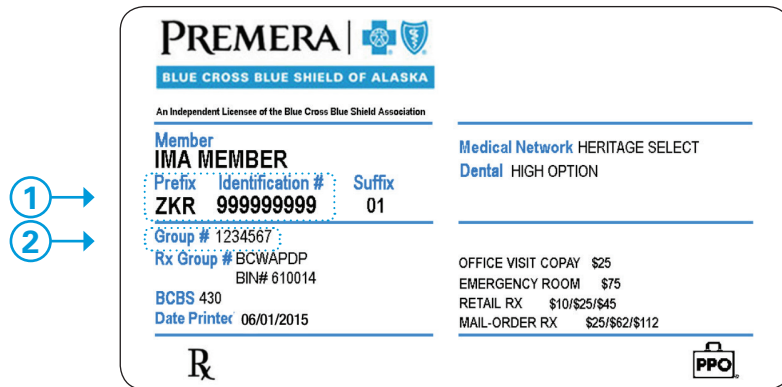 PREMERA
BLUE CROSS BLUE SHIELD OF ALASKA
An Independent Licensee of the Blue Cross Blue Shield Association
Member
IMA MEMBER
Prefix Identification # Suffix
1 ZKR 999999999 01
2 Group # 1234567
Rx Group # BCWAPDP
BIN# 610014
BCBS 430
Date Printed 06/01/2015
Rx
Medical Network HERITAGE SELECT
Dental HIGH OPTION
OFFICE VISIT COPAY $25
EMERGENCY ROOM $75
RETAIL RX $10/$25/$45
MAIL-ORDER RX $25/$62/$112
PPO